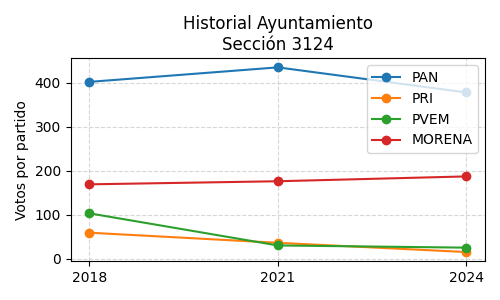 Historial Ayuntamiento
Sección 3124
Votos por partido
400
300
200
100
0
2018
2021
2024
PAN
PRI
PVEM
MORENA